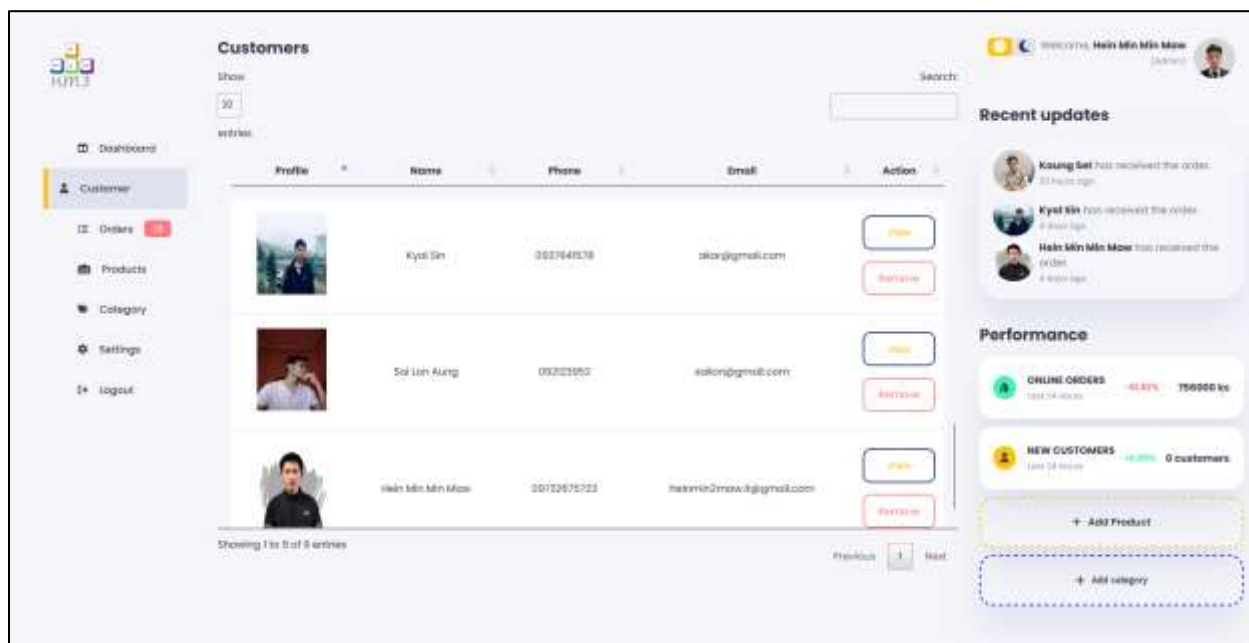 Customers
Show
10
entries
Search:
Profile Name Phone Email Action
Kyal Sin
View
Remove
Sai Lon Aung
View
Remove
Hein Min Min Maw
View
Remove
Showing 1 to 9 of 9 entries
Previous 1 Next
Dashboard
Customer
Orders
Products
Category
Settings
Logout
Welcome, Hein Min Min Maw
(Admin)
Recent updates
Kaung Set has received the order.
Kyal Sin has received the order.
Hein Min Min Maw has received the
order.
Performance
ONLINE ORDERS
Last 24 Hours
756000 ks
NEW CUSTOMERS
Last 24 Hours
0 customers
+ Add Product
+ Add category